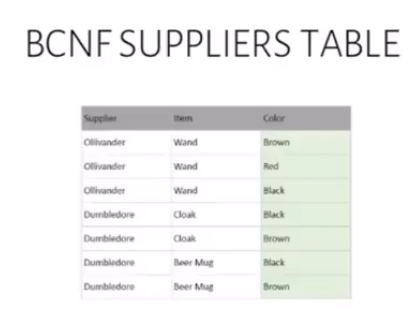 BCNF SUPPLIERS TABLE
Supplier Item Color
Ollivander Wand Brown
Ollivander Wand Red
Ollivander Wand Black
Dumbledore Cloak Black
Dumbledore Cloak Brown
Dumbledore Beer Mug Black
Dumbledore Beer Mug Brown